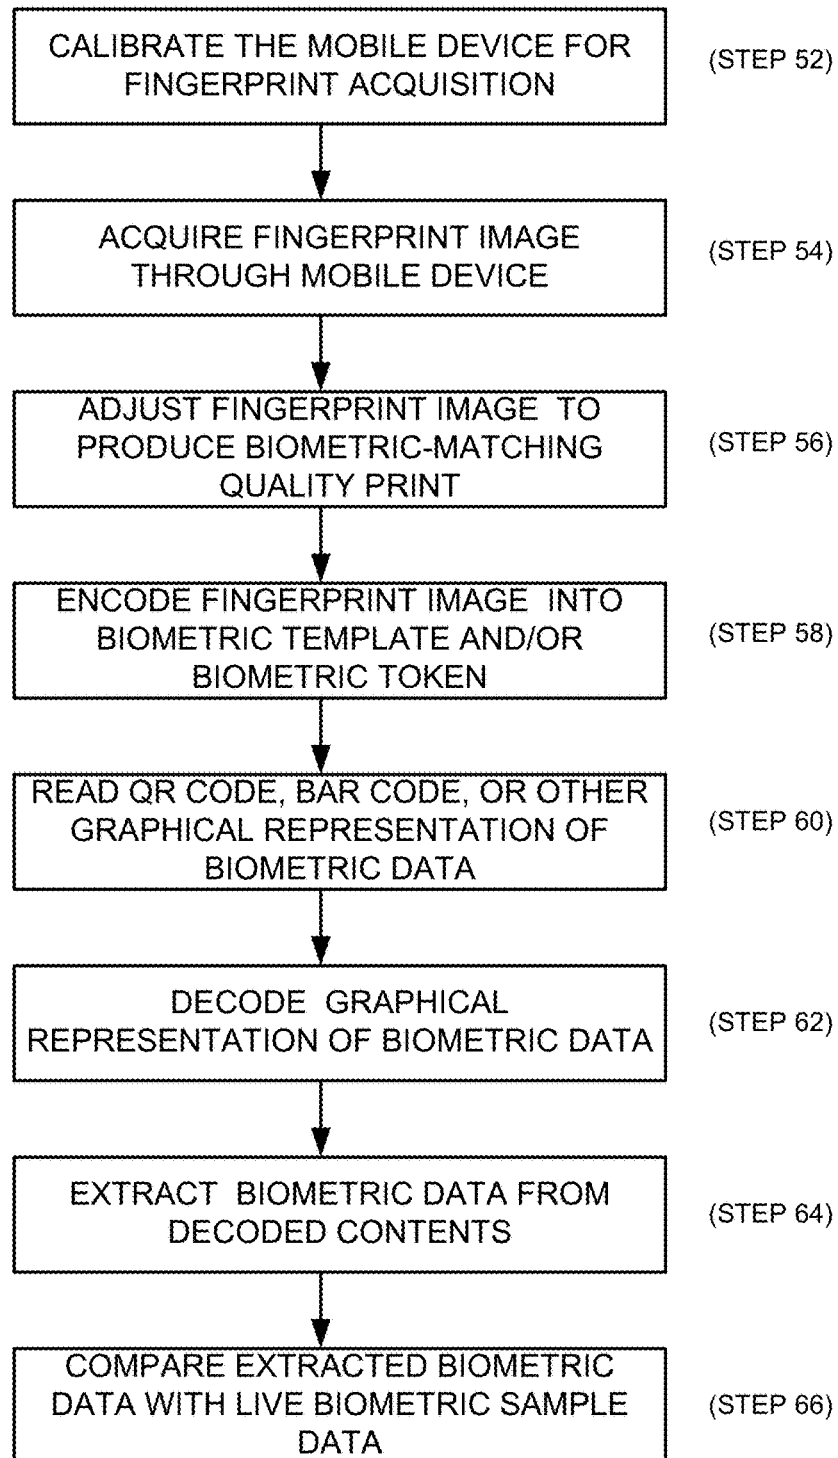 CALIBRATE THE MOBILE DEVICE FOR
FINGERPRINT ACQUISITION
(STEP 52)
ACQUIRE FINGERPRINT IMAGE
THROUGH MOBILE DEVICE
(STEP 54)
ADJUST FINGERPRINT IMAGE TO
PRODUCE BIOMETRIC-MATCHING
QUALITY PRINT
(STEP 56)
ENCODE FINGERPRINT IMAGE INTO
BIOMETRIC TEMPLATE AND/OR
BIOMETRIC TOKEN
(STEP 58)
READ QR CODE, BAR CODE, OR OTHER
GRAPHICAL REPRESENTATION OF
BIOMETRIC DATA
(STEP 60)
DECODE GRAPHICAL
REPRESENTATION OF BIOMETRIC DATA
(STEP 62)
EXTRACT BIOMETRIC DATA FROM
DECODED CONTENTS
(STEP 64)
COMPARE EXTRACTED BIOMETRIC
DATA WITH LIVE BIOMETRIC SAMPLE
DATA
(STEP 66)